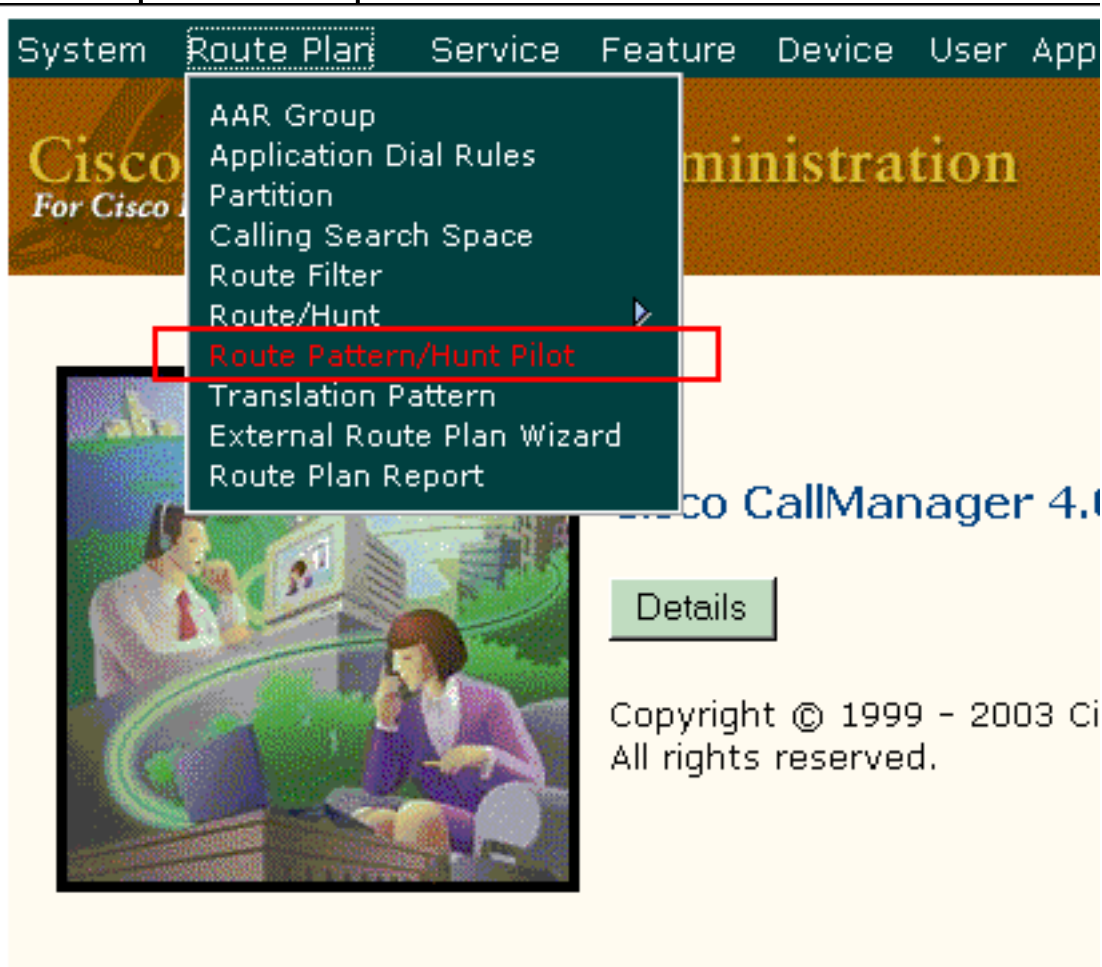 System Route Plan Service Feature Device User App
AAR Group
Application Dial Rules
Partition
Calling Search Space
Route Filter
Route/Hunt
Route Pattern/Hunt Pilot
Translation Pattern
External Route Plan Wizard
Route Plan Report
Cisco ministration
For Cisco
CallManager 4.
Details
Copyright © 1999 - 2003 Ci
All rights reserved.